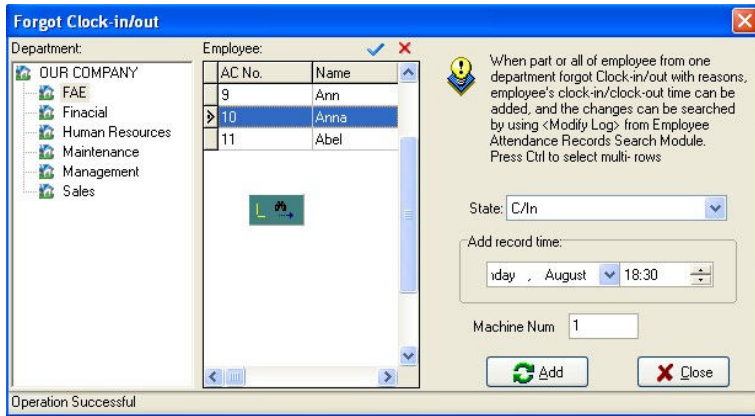 Forgot Clock-in/out
Department:
OUR COMPANY
FAE
Finacial
Human Resources
Maintenance
Management
Sales
Employee:
AC No. Name
9 Ann
10 Anna
11 Abel
L
When part or all of employee from one
department forgot Clock-in/out with reasons,
employee's clock-in/clock-out time can be
added, and the changes can be searched
by using <Modify Log> from Employee
Attendance Records Search Module.
Press Ctrl to select multi- rows
State: C/In
Add record time:
day , August 18:30
Machine Num 1
Add Close
Operation Successful